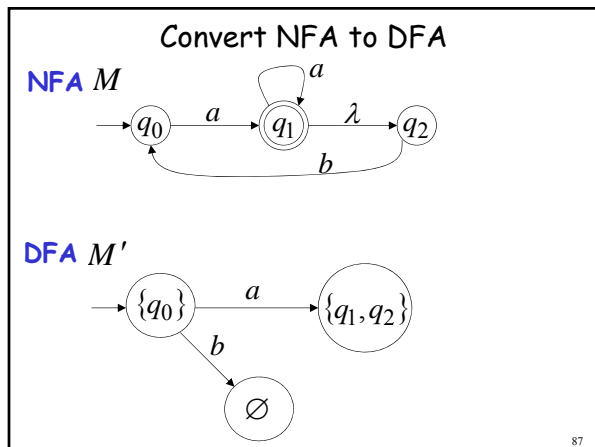 Convert NFA to DFA
NFA M
a
q0 a q1 λ q2
b
DFA M′
{q0} a {q1, q2}
b
∅
87